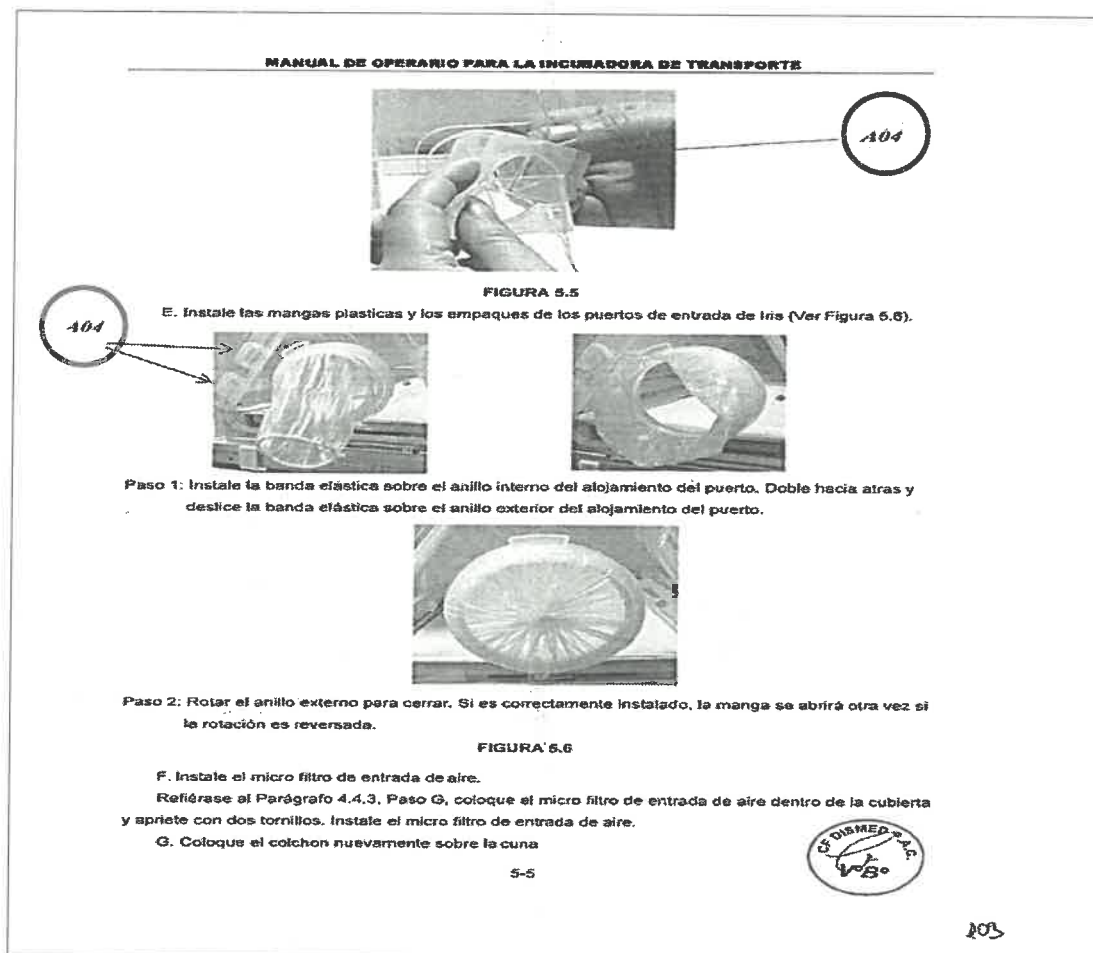 MANUAL DE OPERARIO PARA LA INCUBADORA DE TRANSPORTE
A04
FIGURA 5.5
E. Instale las mangas plasticas y los empaques de los puertos de entrada de Iris (Ver Figura 5.6).
A04
Paso 1: Instale la banda elástica sobre el anillo interno del alojamiento del puerto. Doble hacia atras y
deslice la banda elástica sobre el anillo exterior del alojamiento del puerto.
Paso 2: Rotar el anillo externo para cerrar. Si es correctamente instalado, la manga se abrirá otra vez si
la rotación es reversada.
FIGURA 5.6
F. Instale el micro filtro de entrada de aire.
Refiérase al Parágrafo 4.4.3, Paso G, coloque el micro filtro de entrada de aire dentro de la cubierta
y apriete con dos tornillos. Instale el micro filtro de entrada de aire.
G. Coloque el colchon nuevamente sobre la cuna
5-5
CF DISMED S.A.C.
VºBº
103